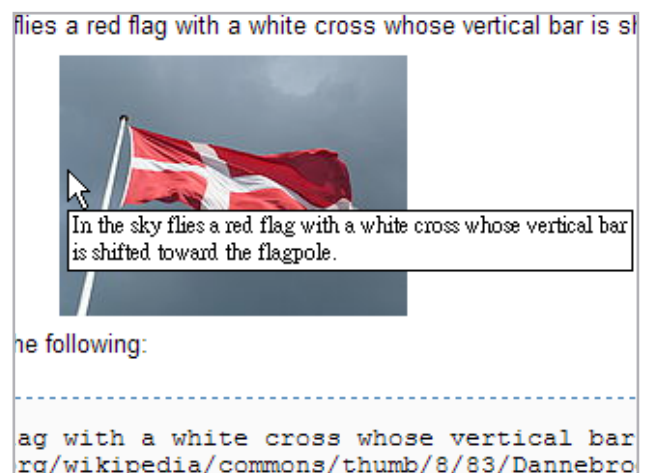 flies a red flag with a white cross whose vertical bar is
In the sky flies a red flag with a white cross whose vertical bar
is shifted toward the flagpole.
he following:
ag with a white cross whose vertical bar
rg/wikipedia/commons/thumb/8/83/Dannebro